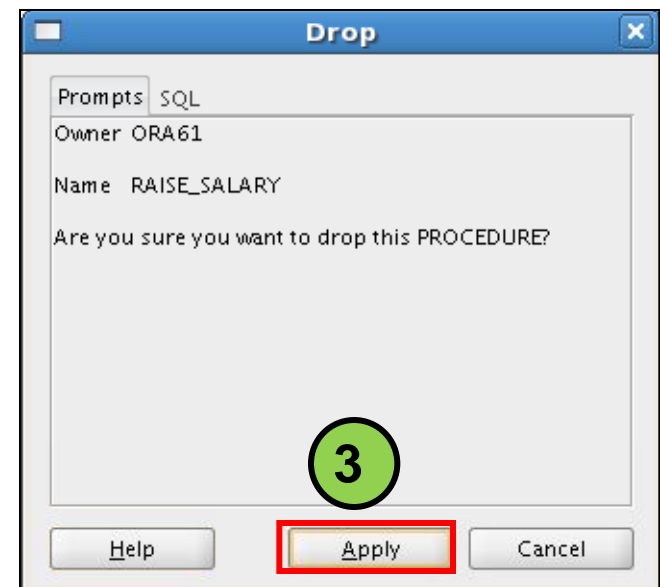 Drop
Prompts SQL
Owner ORA61
Name RAISE_SALARY
Are you sure you want to drop this PROCEDURE?
3
Help Apply Cancel